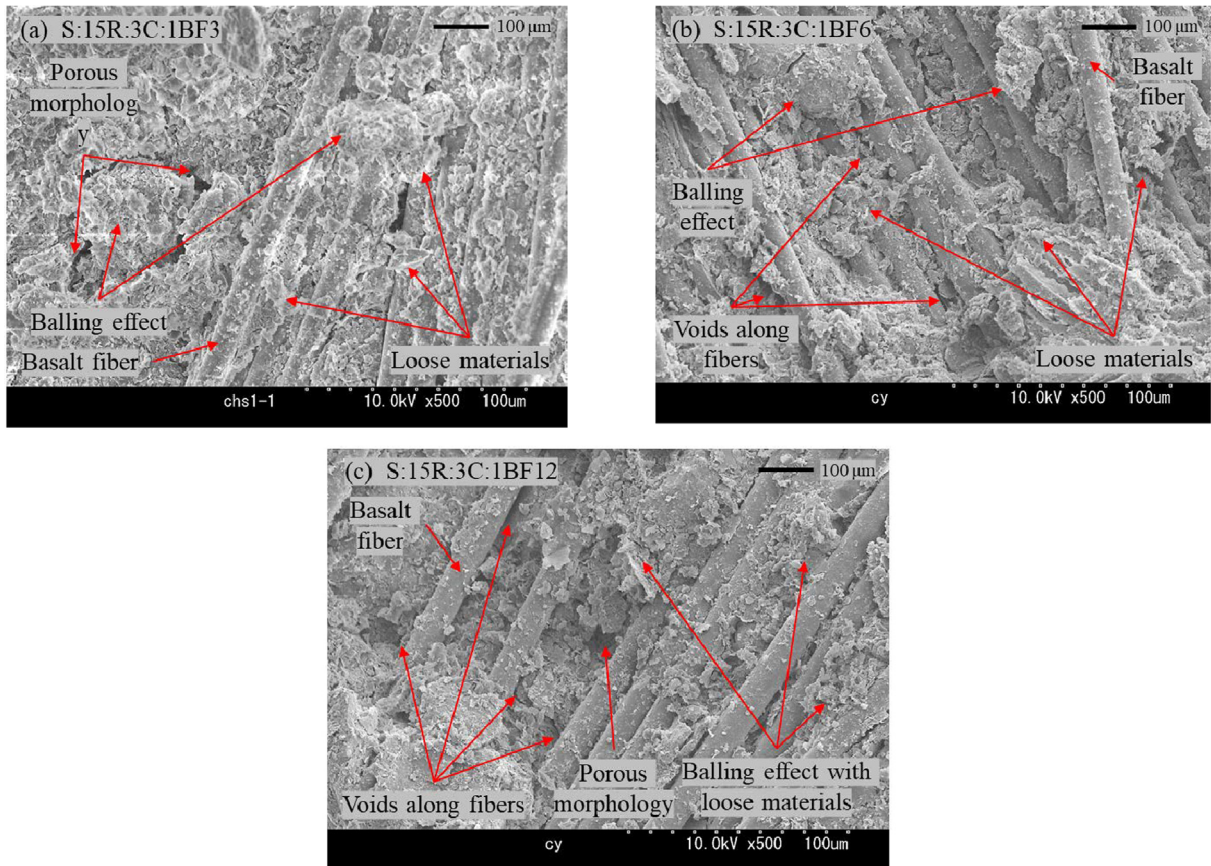 (a) S:15R:3C:1BF3
100 μm
Porous
morpholog
y
Balling effect
Basalt fiber
Loose materials
chs1-1 10.0kV x500 100um
(b) S:15R:3C:1BF6
100 μm
Basalt
fiber
Balling
effect
Voids along
fibers
Loose materials
cy 10.0kV x500 100um
(c) S:15R:3C:1BF12
100 μm
Basalt
fiber
Voids along fibers
Porous
morphology
Balling effect with
loose materials
cy 10.0kV x500 100um